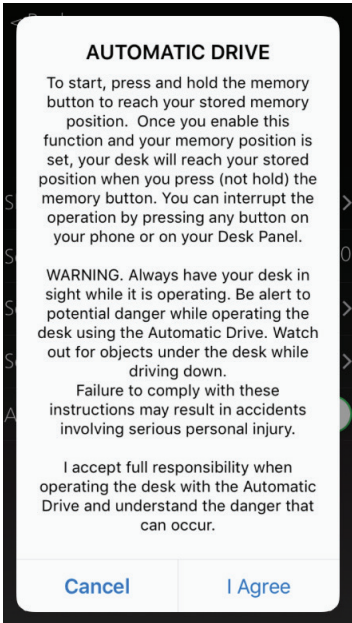 AUTOMATIC DRIVE
To start, press and hold the memory
button to reach your stored memory
position.  Once you enable this
function and your memory position is
set, your desk will reach your stored
position when you press (not hold) the
memory button. You can interrupt the
operation by pressing any button on
your phone or on your Desk Panel.
WARNING. Always have your desk in
sight while it is operating. Be alert to
potential danger while operating the
desk using the Automatic Drive. Watch
out for objects under the desk while
driving down.
Failure to comply with these
instructions may result in accidents
involving serious personal injury.
I accept full responsibility when
operating the desk with the Automatic
Drive and understand the danger that
can occur.
Cancel
I Agree